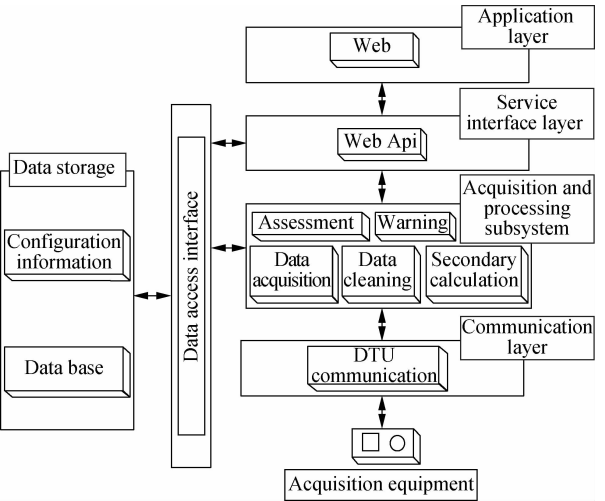 Application
layer
Web
Service
interface layer
Web Api
Data storage
Configuration
information
Data base
Data access interface
Acquisition and
processing
subsystem
Assessment
Warning
Data
acquisition
Data
cleaning
Secondary
calculation
Communication
layer
DTU
communication
Acquisition equipment